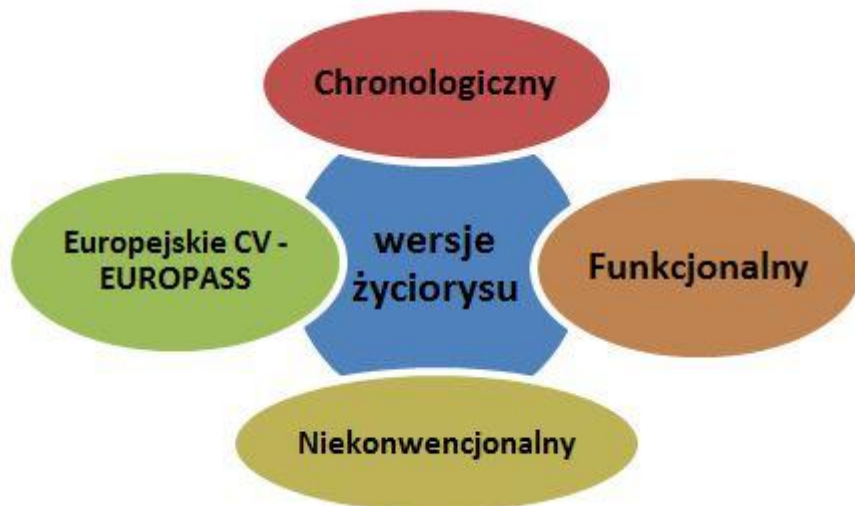 Chronologiczny
Europejskie CV -
EUROPASS
wersje
życiorysu
Funkcjonalny
Niekonwencjonalny